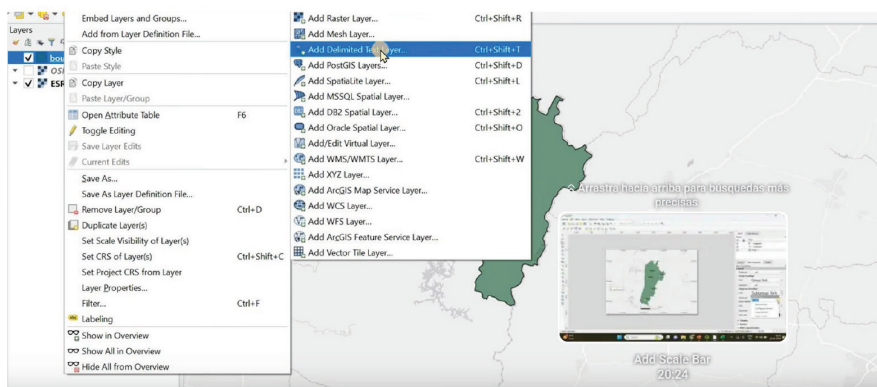 Layers
bou
OSM
ESR
Embed Layers and Groups...
Add from Layer Definition File...
Copy Style
Paste Style
Copy Layer
Paste Layer/Group
Open Attribute Table F6
Toggle Editing
Save Layer Edits
Current Edits
Save As...
Save As Layer Definition File...
Remove Layer/Group Ctrl+D
Duplicate Layer(s)
Set Scale Visibility of Layer(s)
Set CRS of Layer(s) Ctrl+Shift+C
Set Project CRS from Layer
Layer Properties...
Filter... Ctrl+F
Labeling
Show in Overview
Show All in Overview
Hide All from Overview
Add Raster Layer... Ctrl+Shift+R
Add Mesh Layer...
Add Delimited Text Layer... Ctrl+Shift+T
Add PostGIS Layers... Ctrl+Shift+D
Add SpatiaLite Layer... Ctrl+Shift+L
Add MSSQL Spatial Layer...
Add DB2 Spatial Layer... Ctrl+Shift+2
Add Oracle Spatial Layer... Ctrl+Shift+O
Add/Edit Virtual Layer...
Add WMS/WMTS Layer... Ctrl+Shift+W
Add XYZ Layer...
Add ArcGIS Map Service Layer...
Add WCS Layer...
Add WFS Layer...
Add ArcGIS Feature Service Layer...
Add Vector Tile Layer...
Arrastra hacia arriba para búsquedas más
precisas
Add Scale Bar
20:24